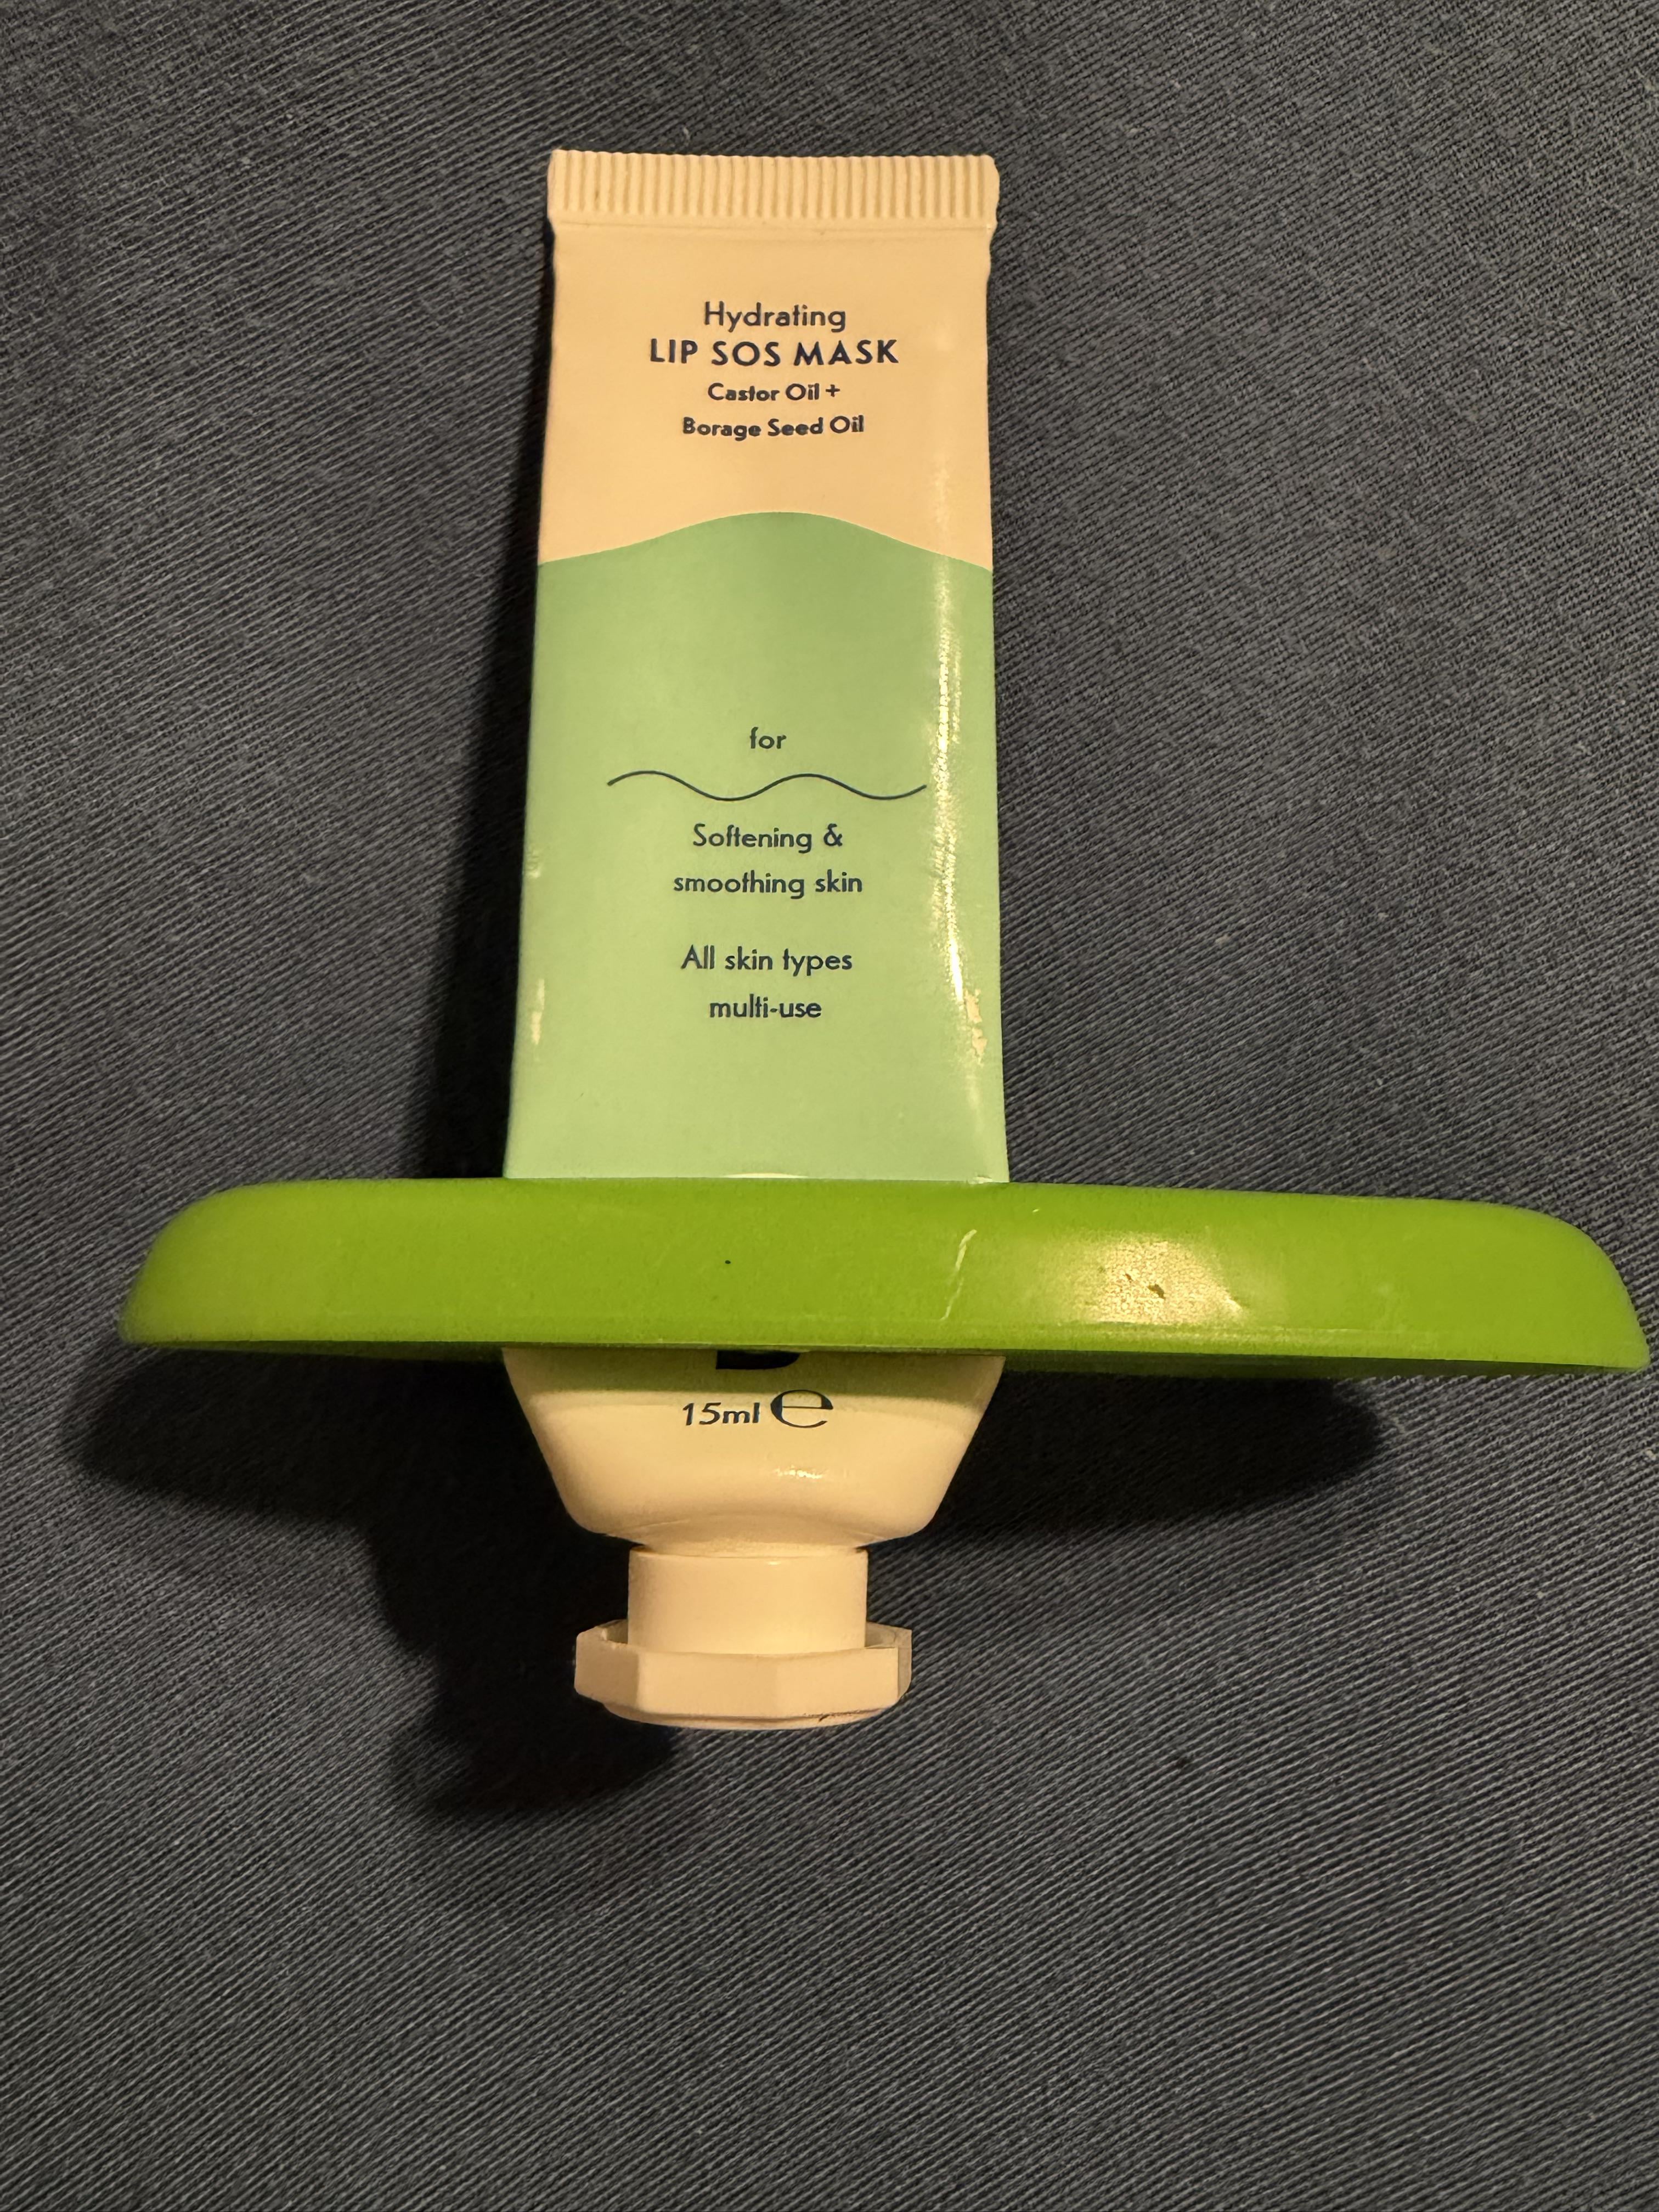 Hydrating
LIP SOS MASK
Castor Oil +
Borage Seed Oil
for
Softening &
smoothing skin
All skin types
multi-use
15ml ℮